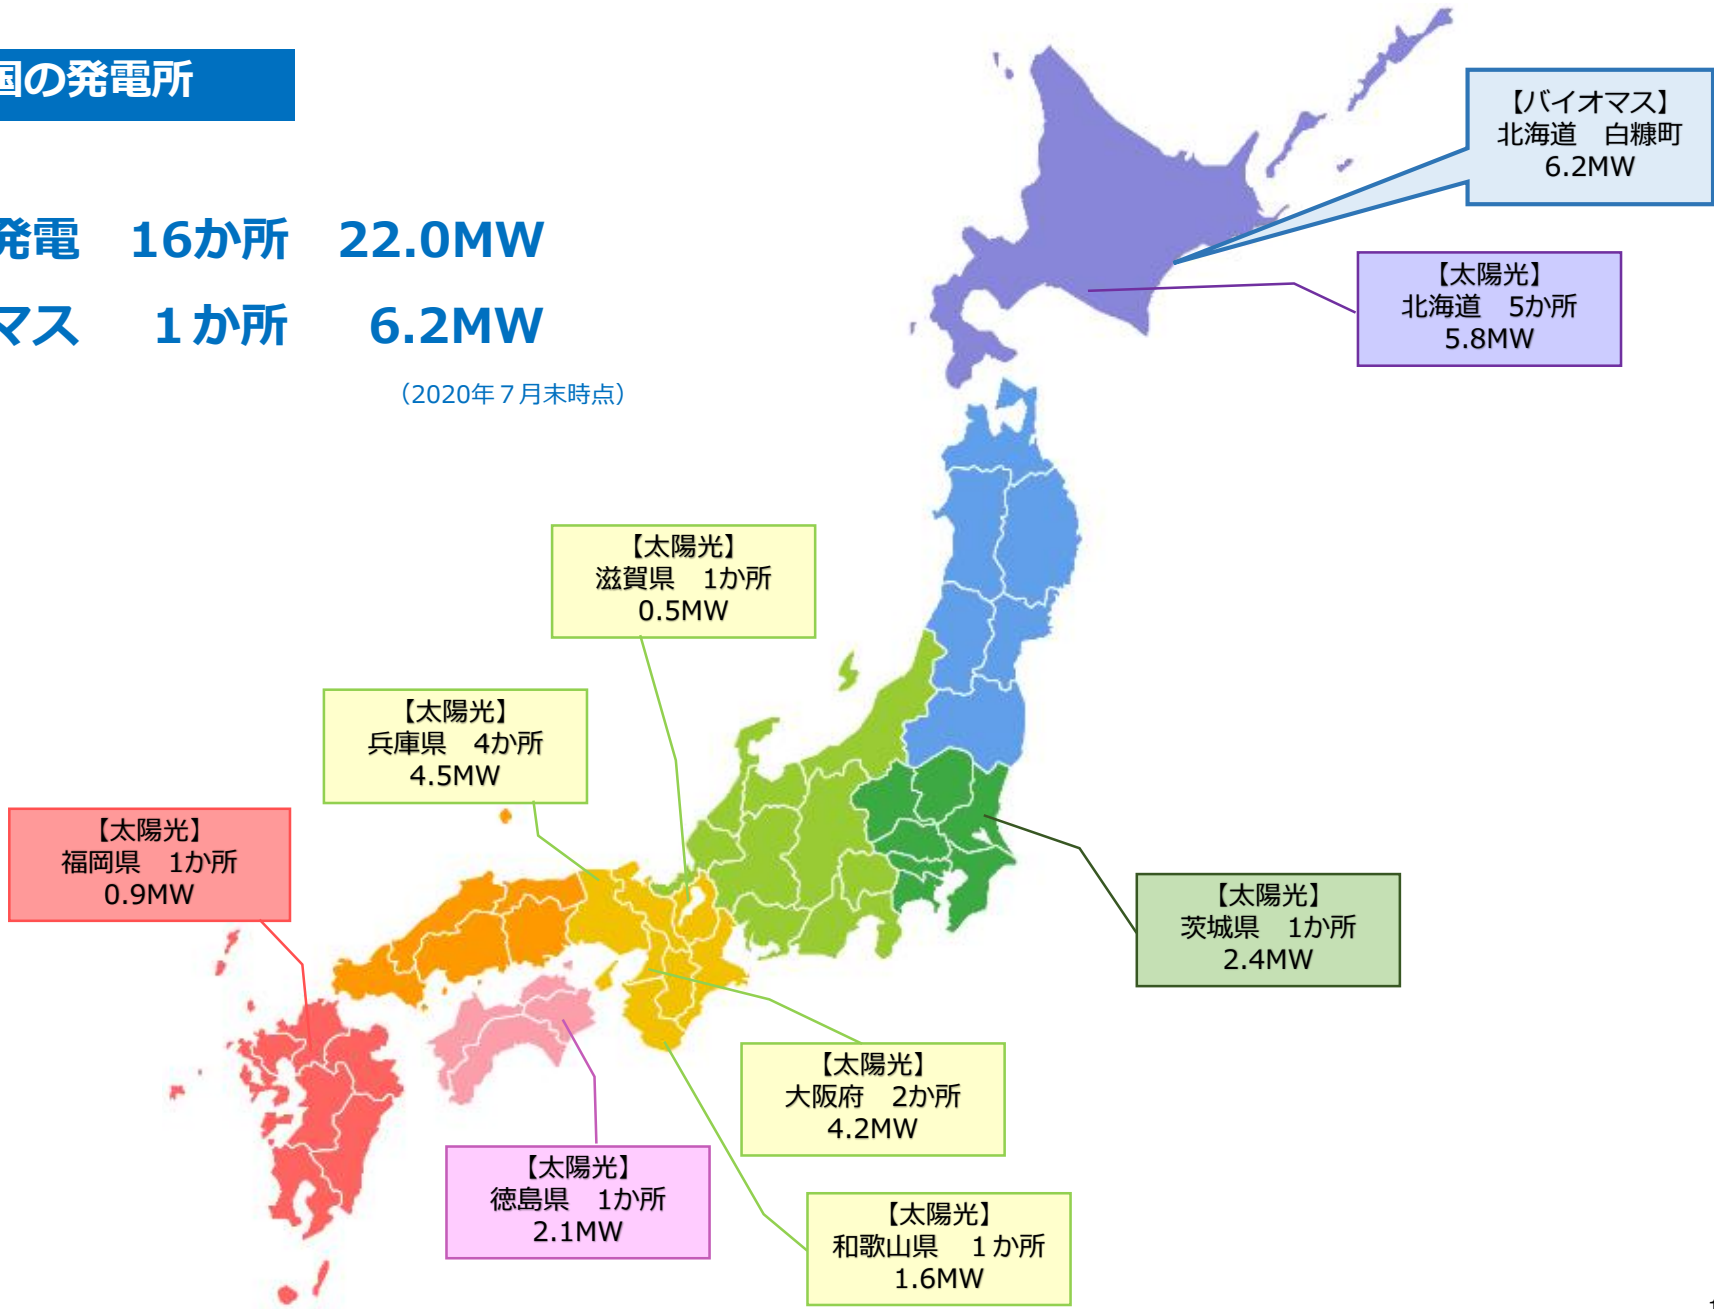 国の発電所
発電　16か所　22.0MW
マス　１か所　6.2MW
（2020年７月末時点）
【バイオマス】
北海道　白糠町
6.2MW
【太陽光】
北海道　5か所
5.8MW
【太陽光】
滋賀県　1か所
0.5MW
【太陽光】
兵庫県　4か所
4.5MW
【太陽光】
福岡県　1か所
0.9MW
【太陽光】
茨城県　1か所
2.4MW
【太陽光】
大阪府　2か所
4.2MW
【太陽光】
徳島県　1か所
2.1MW
【太陽光】
和歌山県　１か所
1.6MW